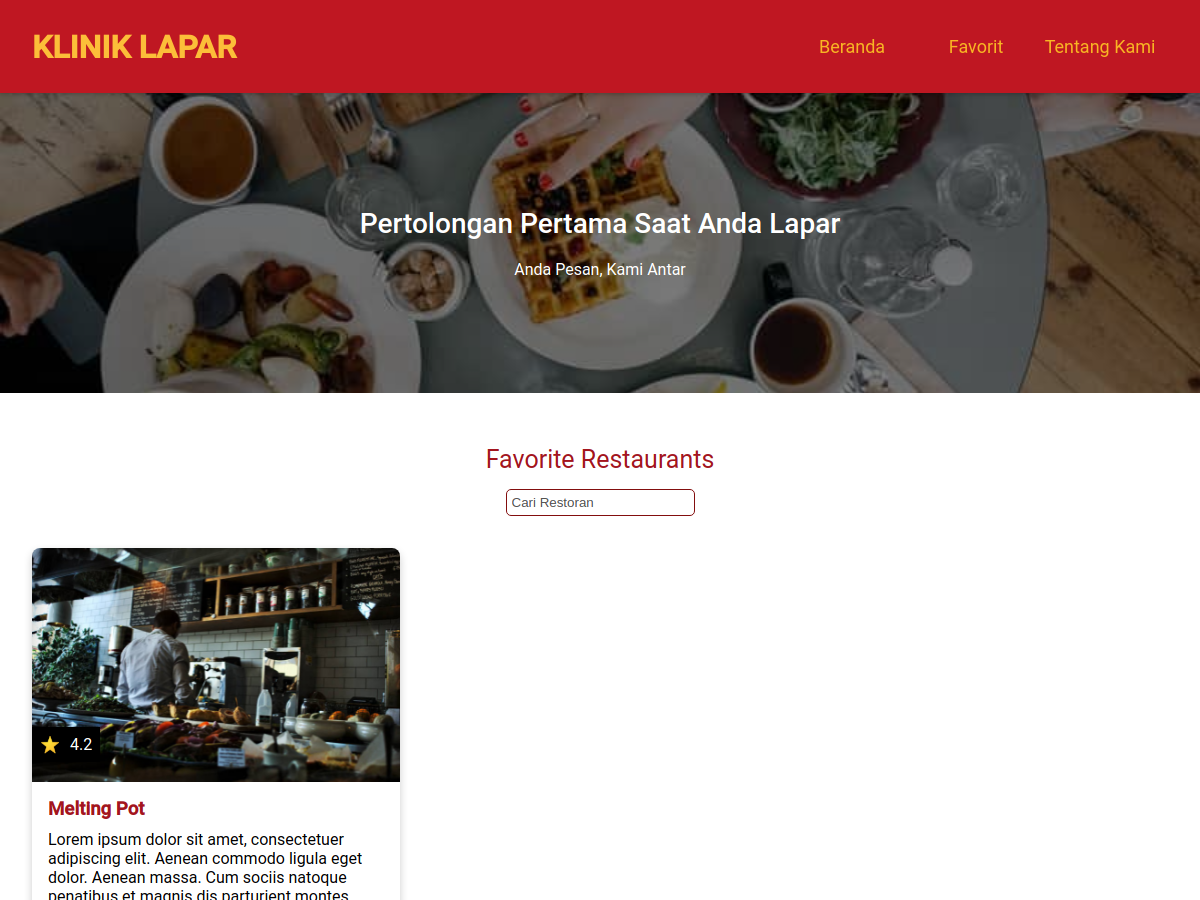 KLINIK LAPAR
Beranda
Favorit
Tentang Kami
Pertolongan Pertama Saat Anda Lapar
Anda Pesan, Kami Antar
Favorite Restaurants
Cari Restoran
4.2
Melting Pot
Lorem ipsum dolor sit amet, consectetuer
adipiscing elit. Aenean commodo ligula eget
dolor. Aenean massa. Cum sociis natoque
penatibus et magnis dis parturient montes,